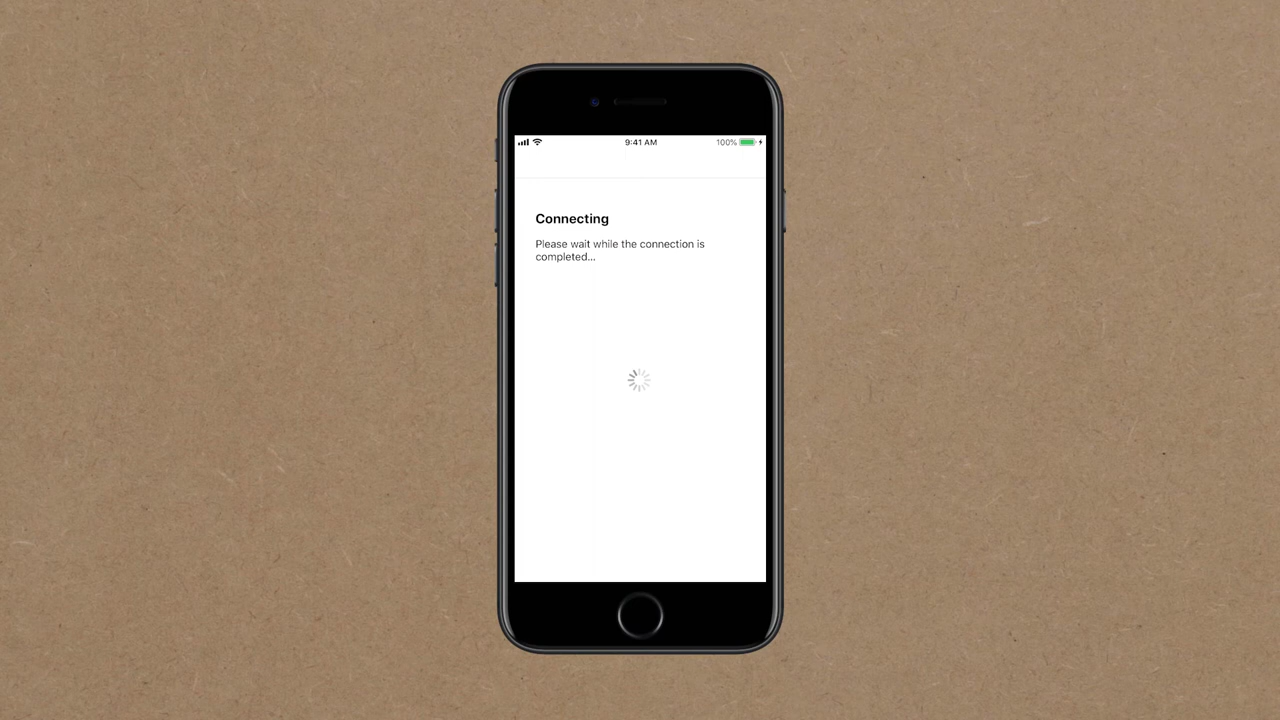 9:41 AM
100%
Connecting
Please wait while the connection is
completed...